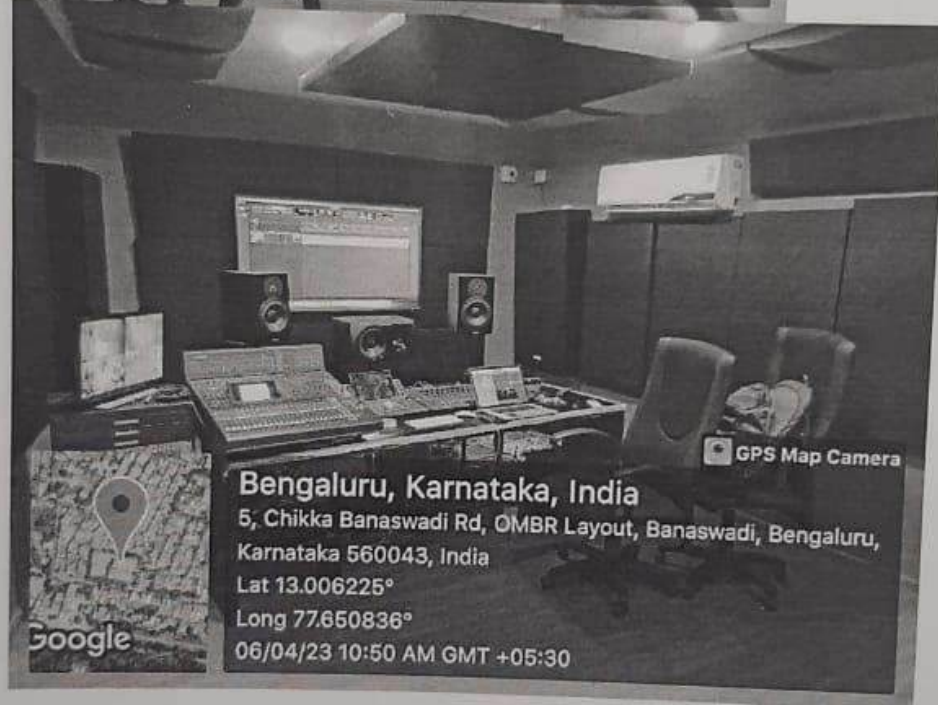 GPS Map Camera
Bengaluru, Karnataka, India
5, Chikka Banaswadi Rd, OMBR Layout, Banaswadi, Bengaluru,
Karnataka 560043, India
Lat 13.006225°
Long 77.650836°
06/04/23 10:50 AM GMT +05:30
Google